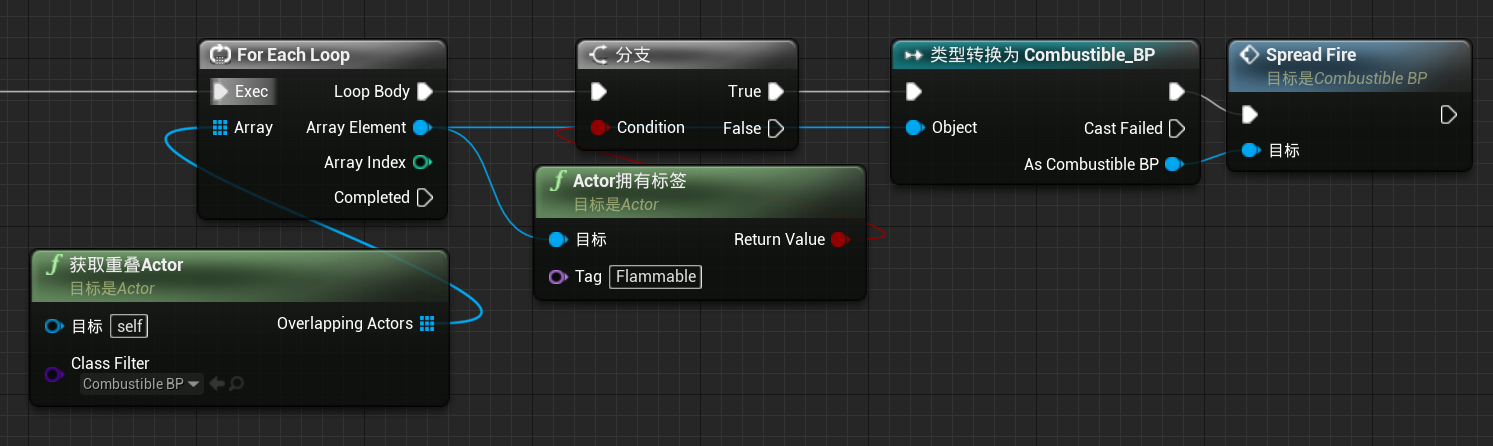 For Each Loop
Exec
Loop Body
Array
Array Element
Array Index
Completed
分支
True
Condition
False
类型转换为 Combustible_BP
Object
Cast Failed
As Combustible BP
Spread Fire
目标是Combustible BP
目标
Actor拥有标签
目标是Actor
目标
Return Value
Tag
Flammable
获取重叠Actor
目标是Actor
目标
self
Overlapping Actors
Class Filter
Combustible BP